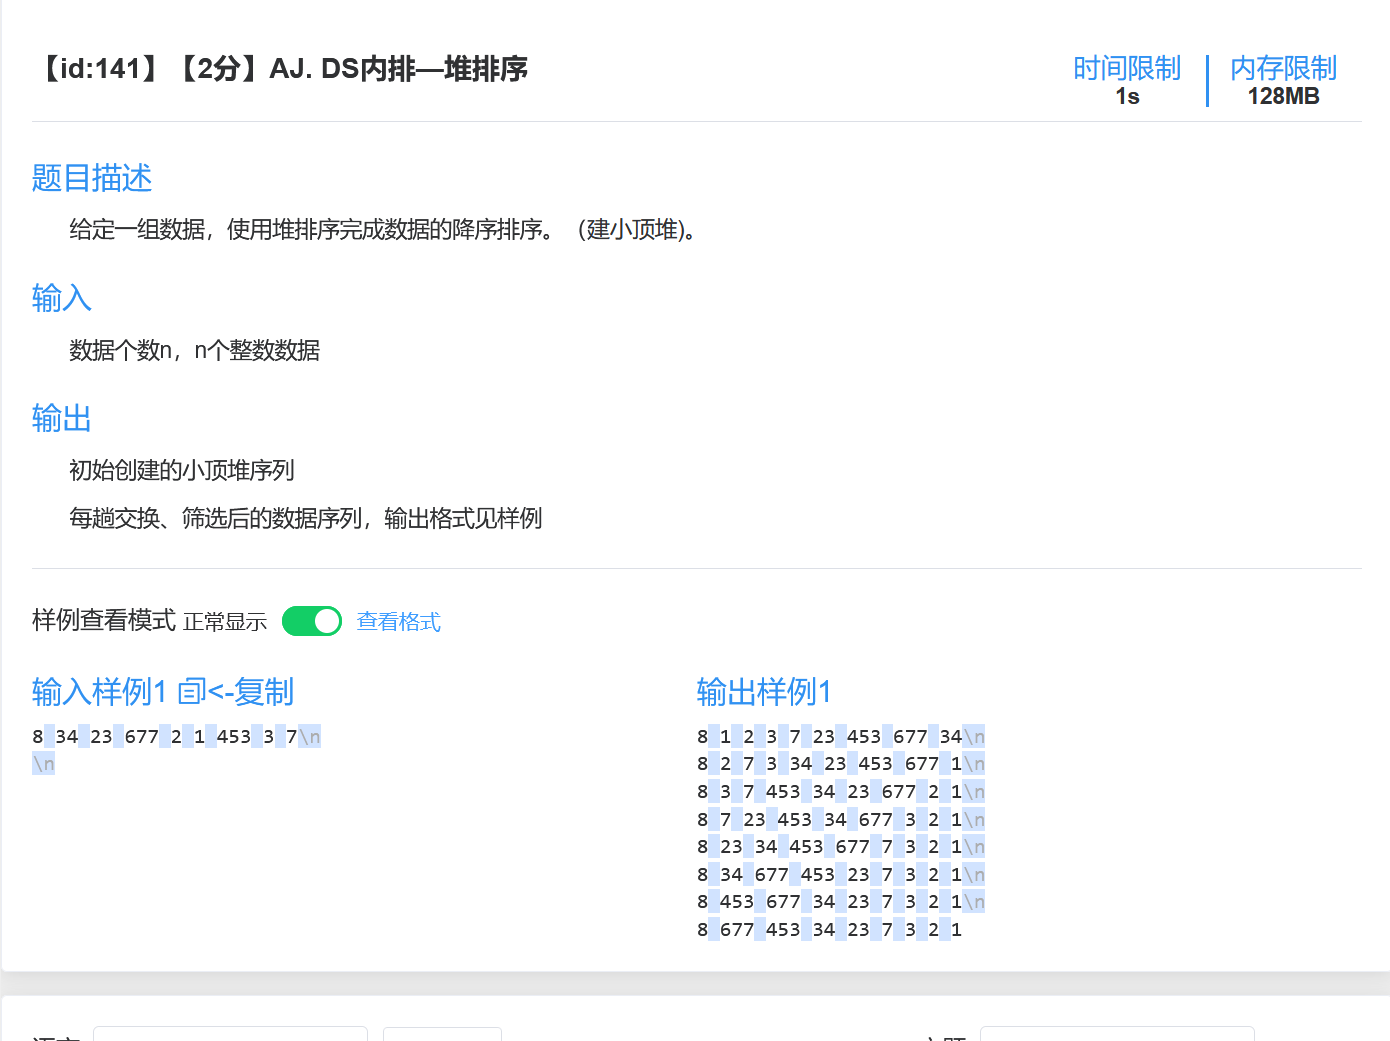 【id:141】【2分】AJ. DS内排—堆排序
时间限制
1s
内存限制
128MB
题目描述
给定一组数据，使用堆排序完成数据的降序排序。（建小顶堆)。
输入
数据个数n，n个整数数据
输出
初始创建的小顶堆序列
每趟交换、筛选后的数据序列，输出格式见样例
样例查看模式 正常显示 查看格式
输入样例1 <-复制
8 34 23 677 2 1 453 3 7\n
\n
输出样例1
8 1 2 3 7 23 453 677 34\n
8 2 7 3 34 23 453 677 1\n
8 3 7 453 34 23 677 2 1\n
8 7 23 453 34 677 3 2 1\n
8 23 34 453 677 7 3 2 1\n
8 34 677 453 23 7 3 2 1\n
8 453 677 34 23 7 3 2 1\n
8 677 453 34 23 7 3 2 1